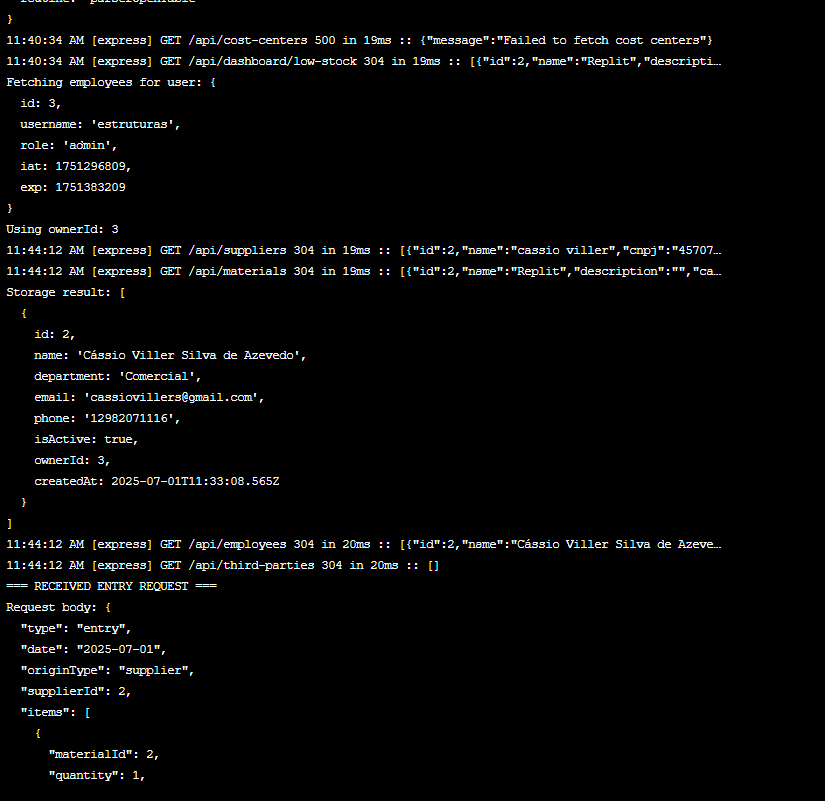 }
11:40:34 AM [express] GET /api/cost-centers 500 in 19ms :: {"message":"Failed to fetch cost centers"}
11:40:34 AM [express] GET /api/dashboard/low-stock 304 in 19ms :: [{"id":2,"name":"Replit","descripti…
Fetching employees for user: {
  id: 3,
  username: 'estruturas',
  role: 'admin',
  iat: 1751296809,
  exp: 1751383209
}
Using ownerId: 3
11:44:12 AM [express] GET /api/suppliers 304 in 19ms :: [{"id":2,"name":"cassio viller","cnpj":"45707…
11:44:12 AM [express] GET /api/materials 304 in 19ms :: [{"id":2,"name":"Replit","description":"","ca…
Storage result: [
  {
    id: 2,
    name: 'Cássio Viller Silva de Azevedo',
    department: 'Comercial',
    email: 'cassiovillers@gmail.com',
    phone: '12982071116',
    isActive: true,
    ownerId: 3,
    createdAt: 2025-07-01T11:33:08.565Z
  }
]
11:44:12 AM [express] GET /api/employees 304 in 20ms :: [{"id":2,"name":"Cássio Viller Silva de Azeve…
11:44:12 AM [express] GET /api/third-parties 304 in 20ms :: []
=== RECEIVED ENTRY REQUEST ===
Request body: {
  "type": "entry",
  "date": "2025-07-01",
  "originType": "supplier",
  "supplierId": 2,
  "items": [
    {
      "materialId": 2,
      "quantity": 1,